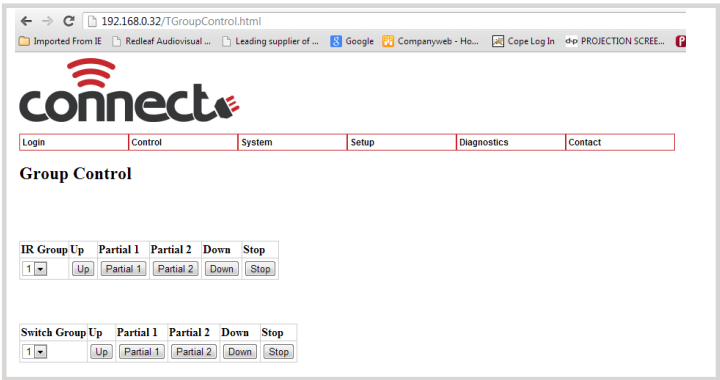 192.168.0.32/TGroupControl.html
Imported From IE Redleaf Audiovisual ... Leading supplier of ... Google Companyweb - Ho... Cope Log In d-p PROJECTION SCREE...
connect
Login Control System Setup Diagnostics Contact
Group Control
IR Group Up Partial 1 Partial 2 Down Stop
1 Up Partial 1 Partial 2 Down Stop
Switch Group Up Partial 1 Partial 2 Down Stop
1 Up Partial 1 Partial 2 Down Stop